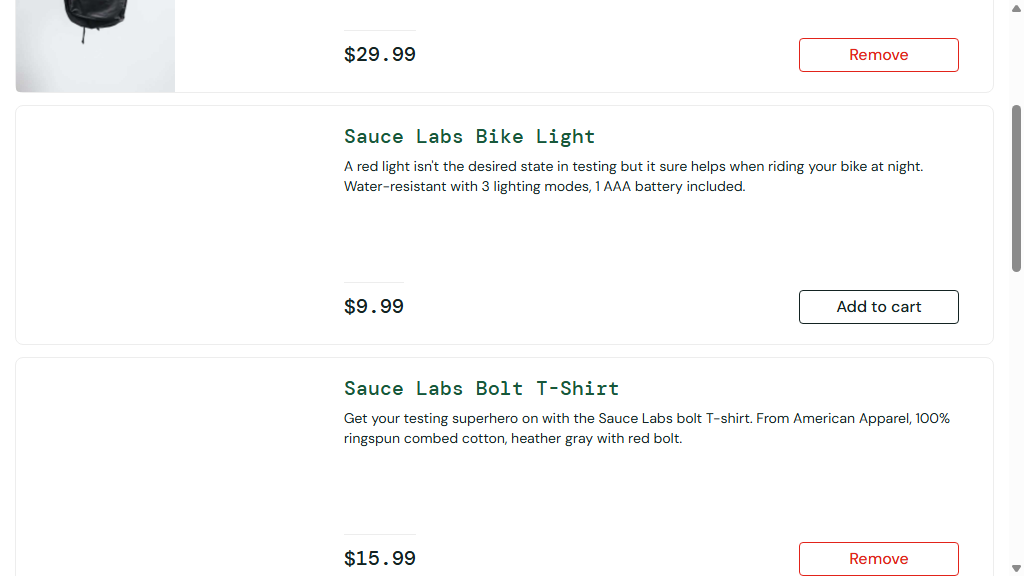 $29.99
Remove
Sauce Labs Bike Light
A red light isn't the desired state in testing but it sure helps when riding your bike at night.
Water-resistant with 3 lighting modes, 1 AAA battery included.
$9.99
Add to cart
Sauce Labs Bolt T-Shirt
Get your testing superhero on with the Sauce Labs bolt T-shirt. From American Apparel, 100%
ringspun combed cotton, heather gray with red bolt.
$15.99
Remove